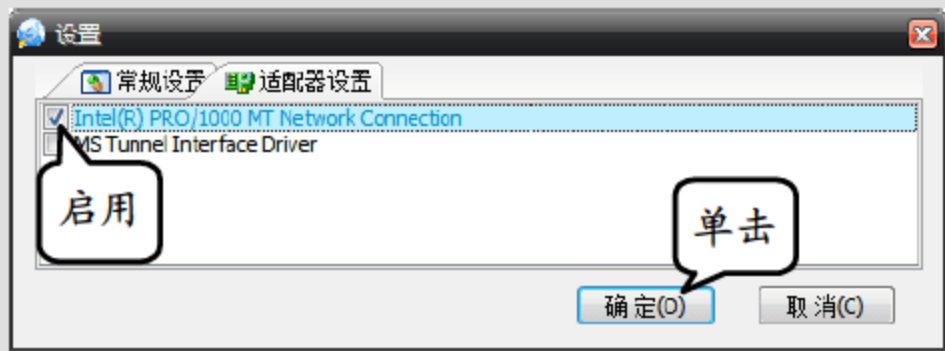 设置
常规设置 适配器设置
Intel(R) PRO/1000 MT Network Connection
MS Tunnel Interface Driver
启用
单击
确定(O) 取消(C)